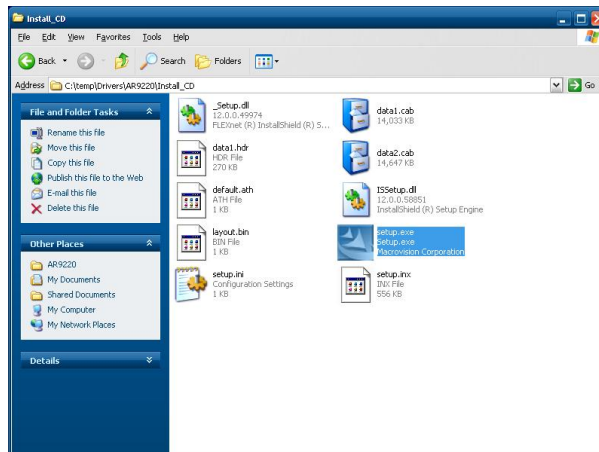 Install_CD
File Edit View Favorites Tools Help
Back Search Folders
Address C:\temp\Drivers\AR9220\Install_CD Go
File and Folder Tasks
Rename this file
Move this file
Copy this file
Publish this file to the Web
E-mail this file
Delete this file
Other Places
AR9220
My Documents
Shared Documents
My Computer
My Network Places
Details
_Setup.dll
12.0.0.49974
FLEXnet (R) InstallShield (R) S...
data1.cab
14,033 KB
data1.hdr
HDR File
270 KB
data2.cab
14,647 KB
default.ath
ATH File
1 KB
ISSetup.dll
12.0.0.58851
InstallShield (R) Setup Engine
layout.bin
BIN File
1 KB
setup.exe
Setup.exe
Macrovision Corporation
setup.ini
Configuration Settings
1 KB
setup.inx
INX File
556 KB